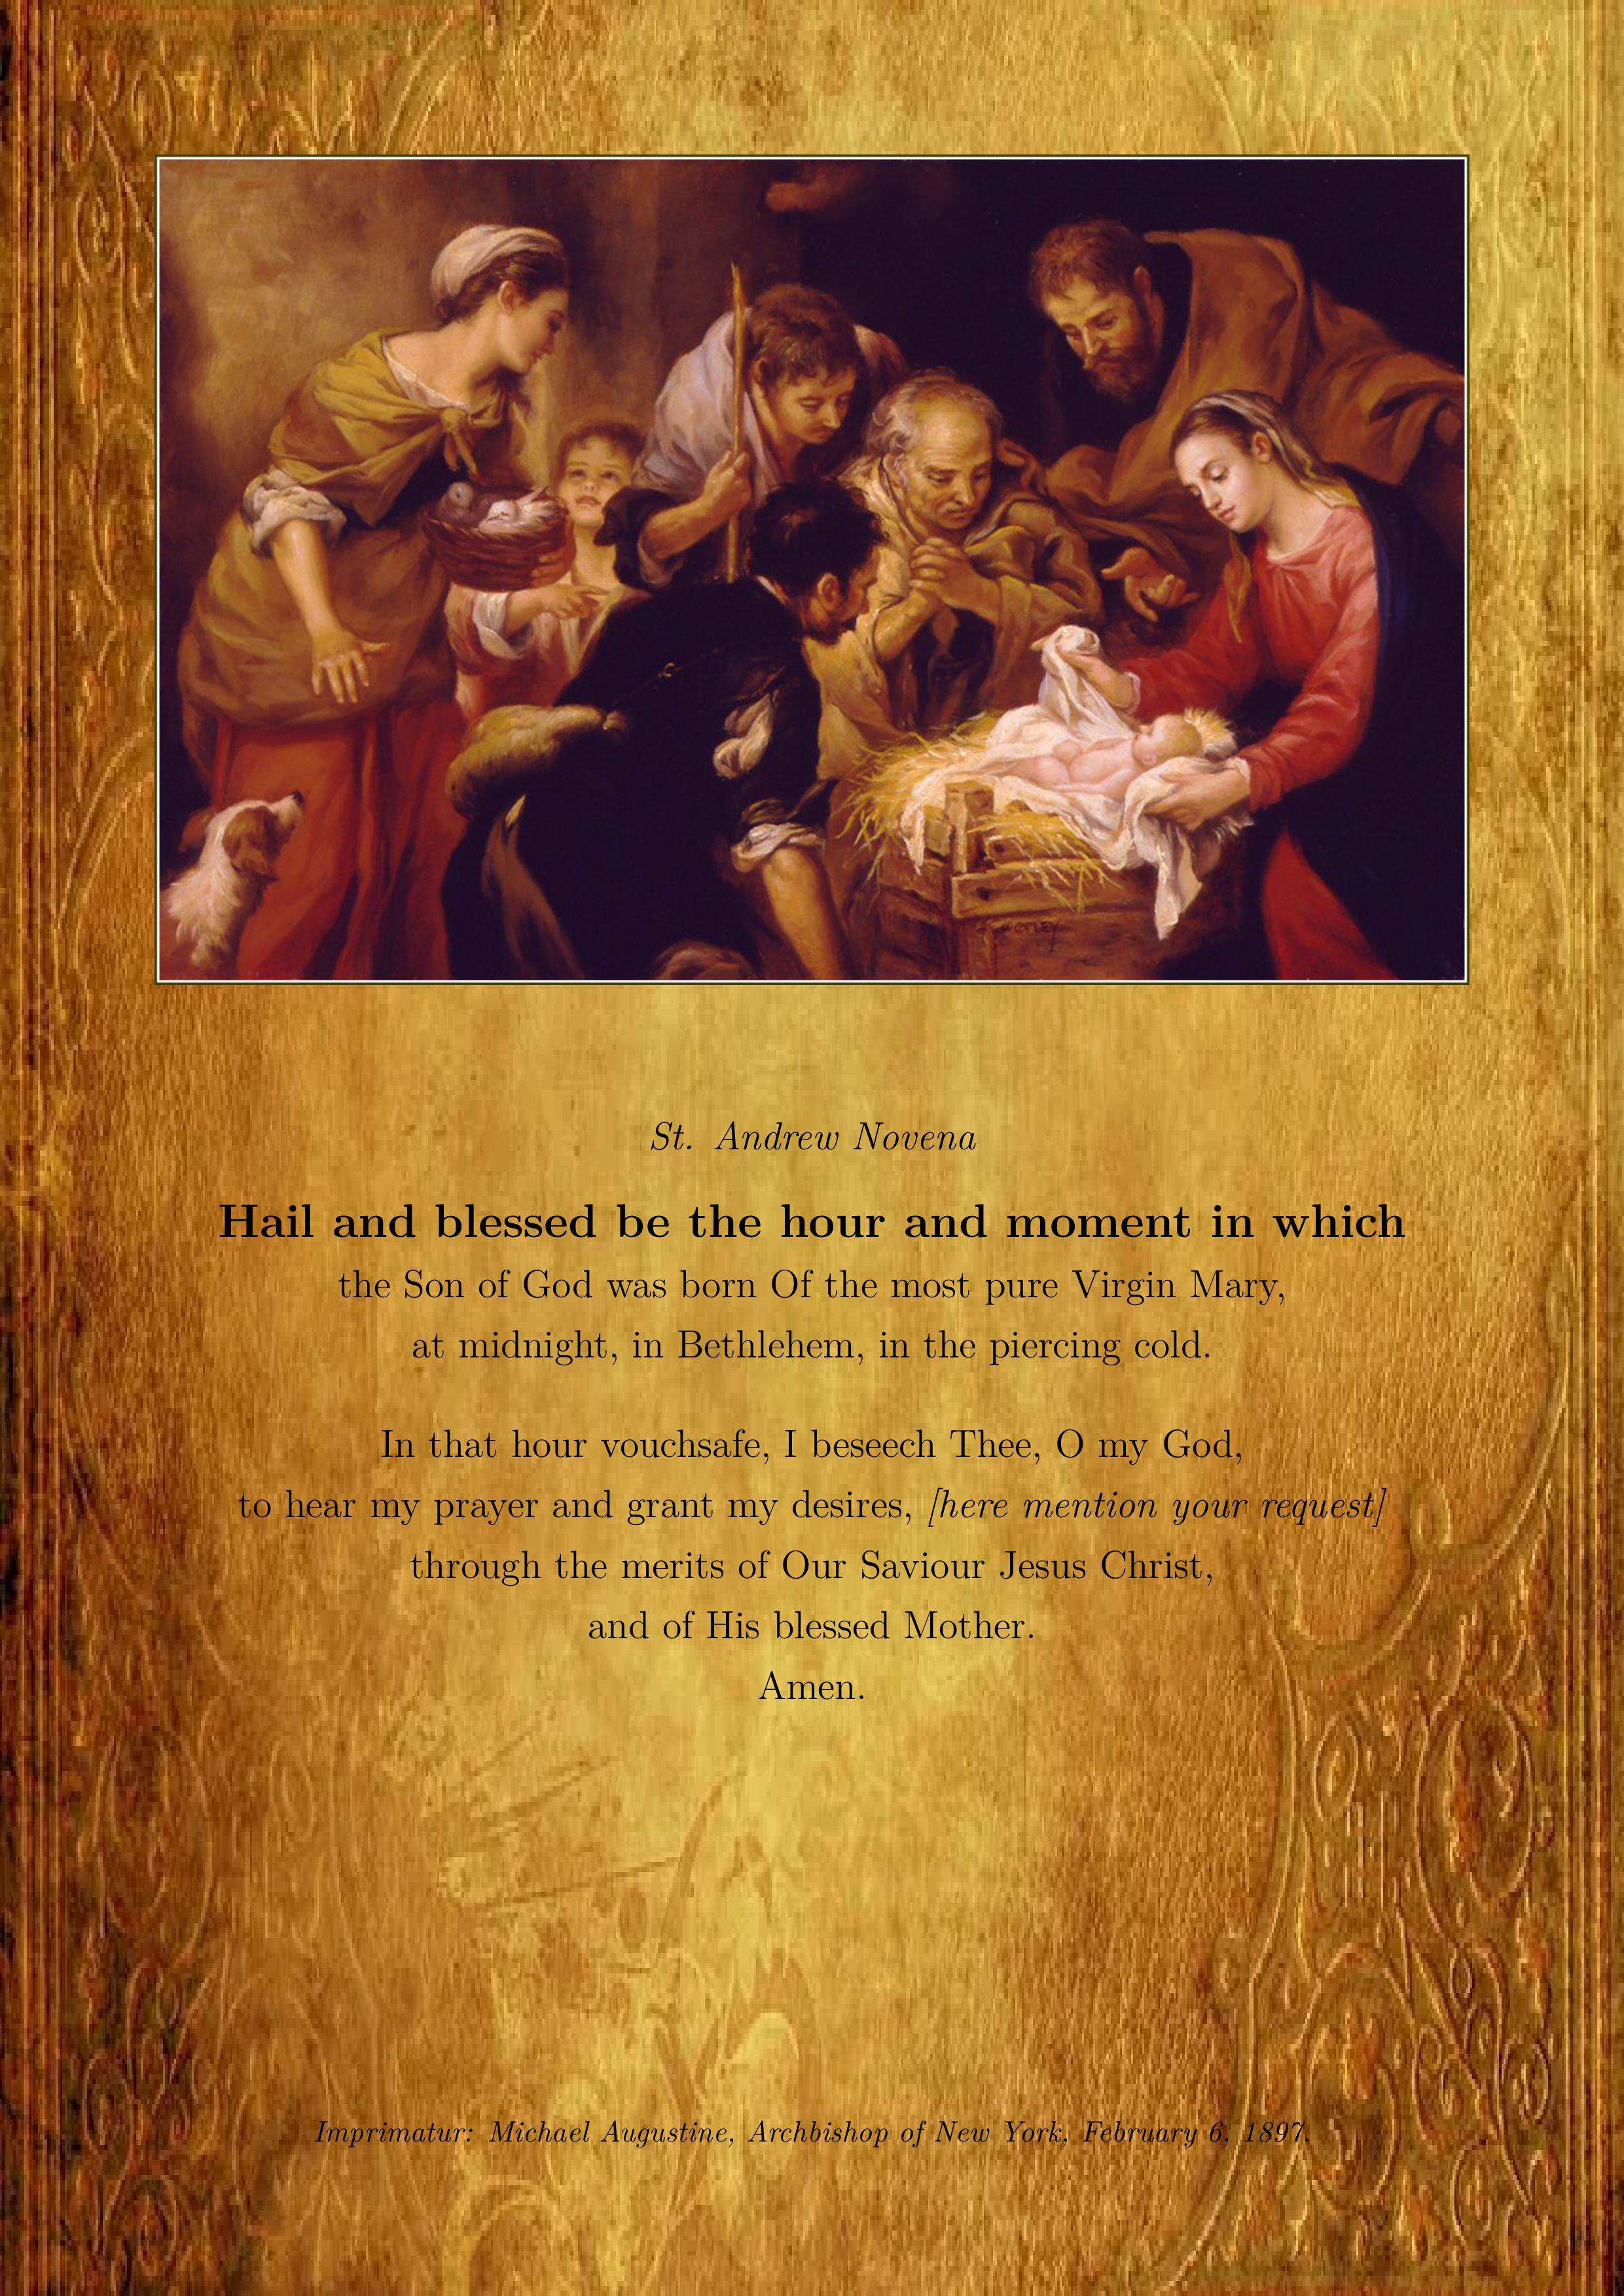 St. Andrew Novena
Hail and blessed be the hour and moment in which
the Son of God was born Of the most pure Virgin Mary,
at midnight, in Bethlehem, in the piercing cold.
In that hour vouchsafe, I beseech Thee, O my God,
to hear my prayer and grant my desires, [here mention your request]
through the merits of Our Saviour Jesus Christ,
and of His blessed Mother.
Amen.
Imprimatur: Michael Augustine, Archbishop of New York, February 6, 1897.